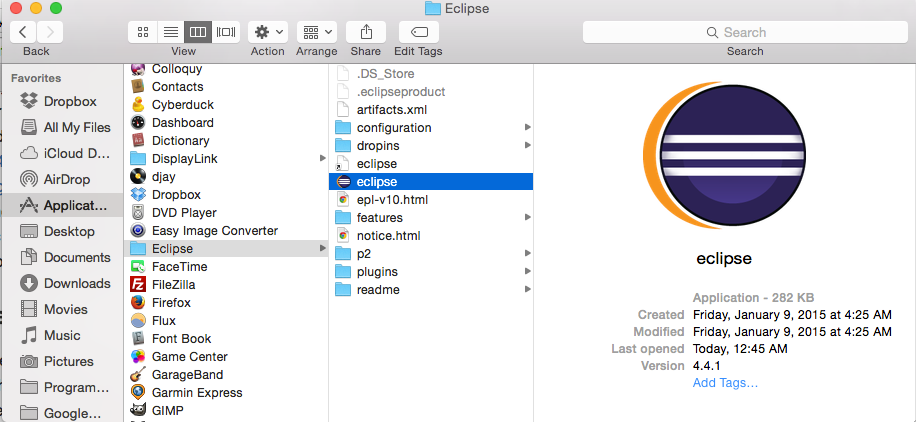 Eclipse
Back
View
Action
Arrange
Share
Edit Tags
Search
Search
Favorites
Dropbox
All My Files
iCloud D...
AirDrop
Applicat...
Desktop
Documents
Downloads
Movies
Music
Pictures
Program...
Google...
Colloquy
Contacts
Cyberduck
Dashboard
Dictionary
DisplayLink
djay
Dropbox
DVD Player
Easy Image Converter
Eclipse
FaceTime
FileZilla
Firefox
Flux
Font Book
Game Center
GarageBand
Garmin Express
GIMP
.DS_Store
.eclipseproduct
artifacts.xml
configuration
dropins
eclipse
eclipse
epl-v10.html
features
notice.html
p2
plugins
readme
eclipse
Application - 282 KB
Created Friday, January 9, 2015 at 4:25 AM
Modified Friday, January 9, 2015 at 4:25 AM
Last opened Today, 12:45 AM
Version 4.4.1
Add Tags...